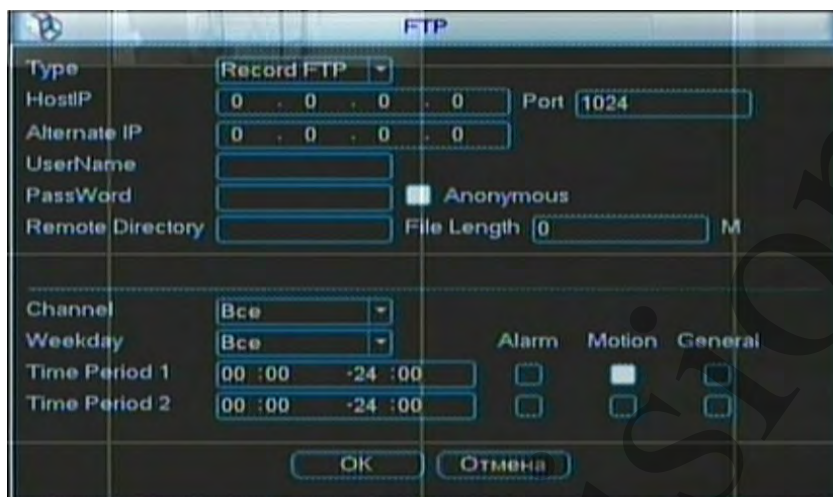 FTP
Type Record FTP
HostIP 0 . 0 . 0 . 0 Port 1024
Alternate IP 0 . 0 . 0 . 0
UserName
PassWord Anonymous
Remote Directory File Length 0 M
Channel Все
Weekday Все Alarm Motion General
Time Period 1 00 :00 -24 :00
Time Period 2 00 :00 -24 :00
OK Отмена